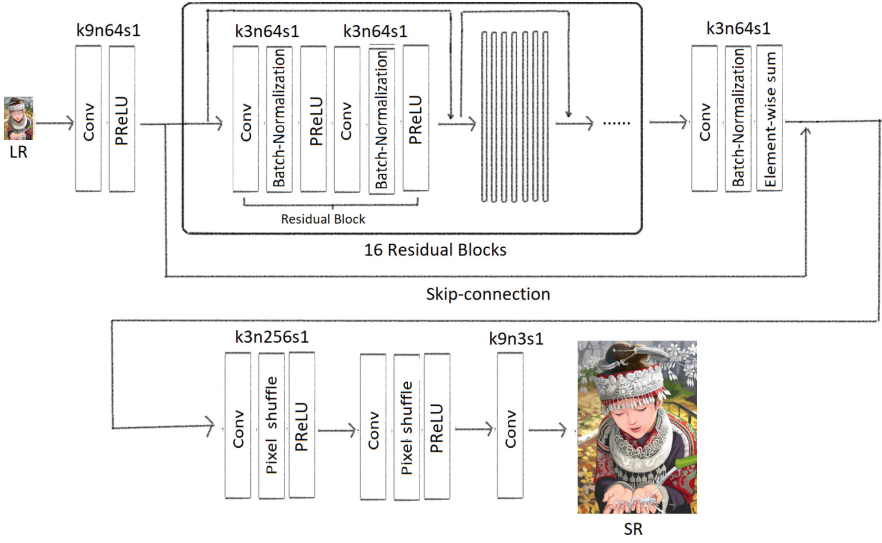 k9n64s1
k3n64s1
k3n64s1
k3n64s1
LR
Conv
PReLU
Conv
Batch-Normalization
PReLU
Conv
Batch-Normalization
PReLU
......
Conv
Batch-Normalization
Element-wise sum
Residual Block
16 Residual Blocks
Skip-connection
k3n256s1
k9n3s1
Conv
Pixel shuffle
PReLU
Conv
Pixel shuffle
PReLU
Conv
SR